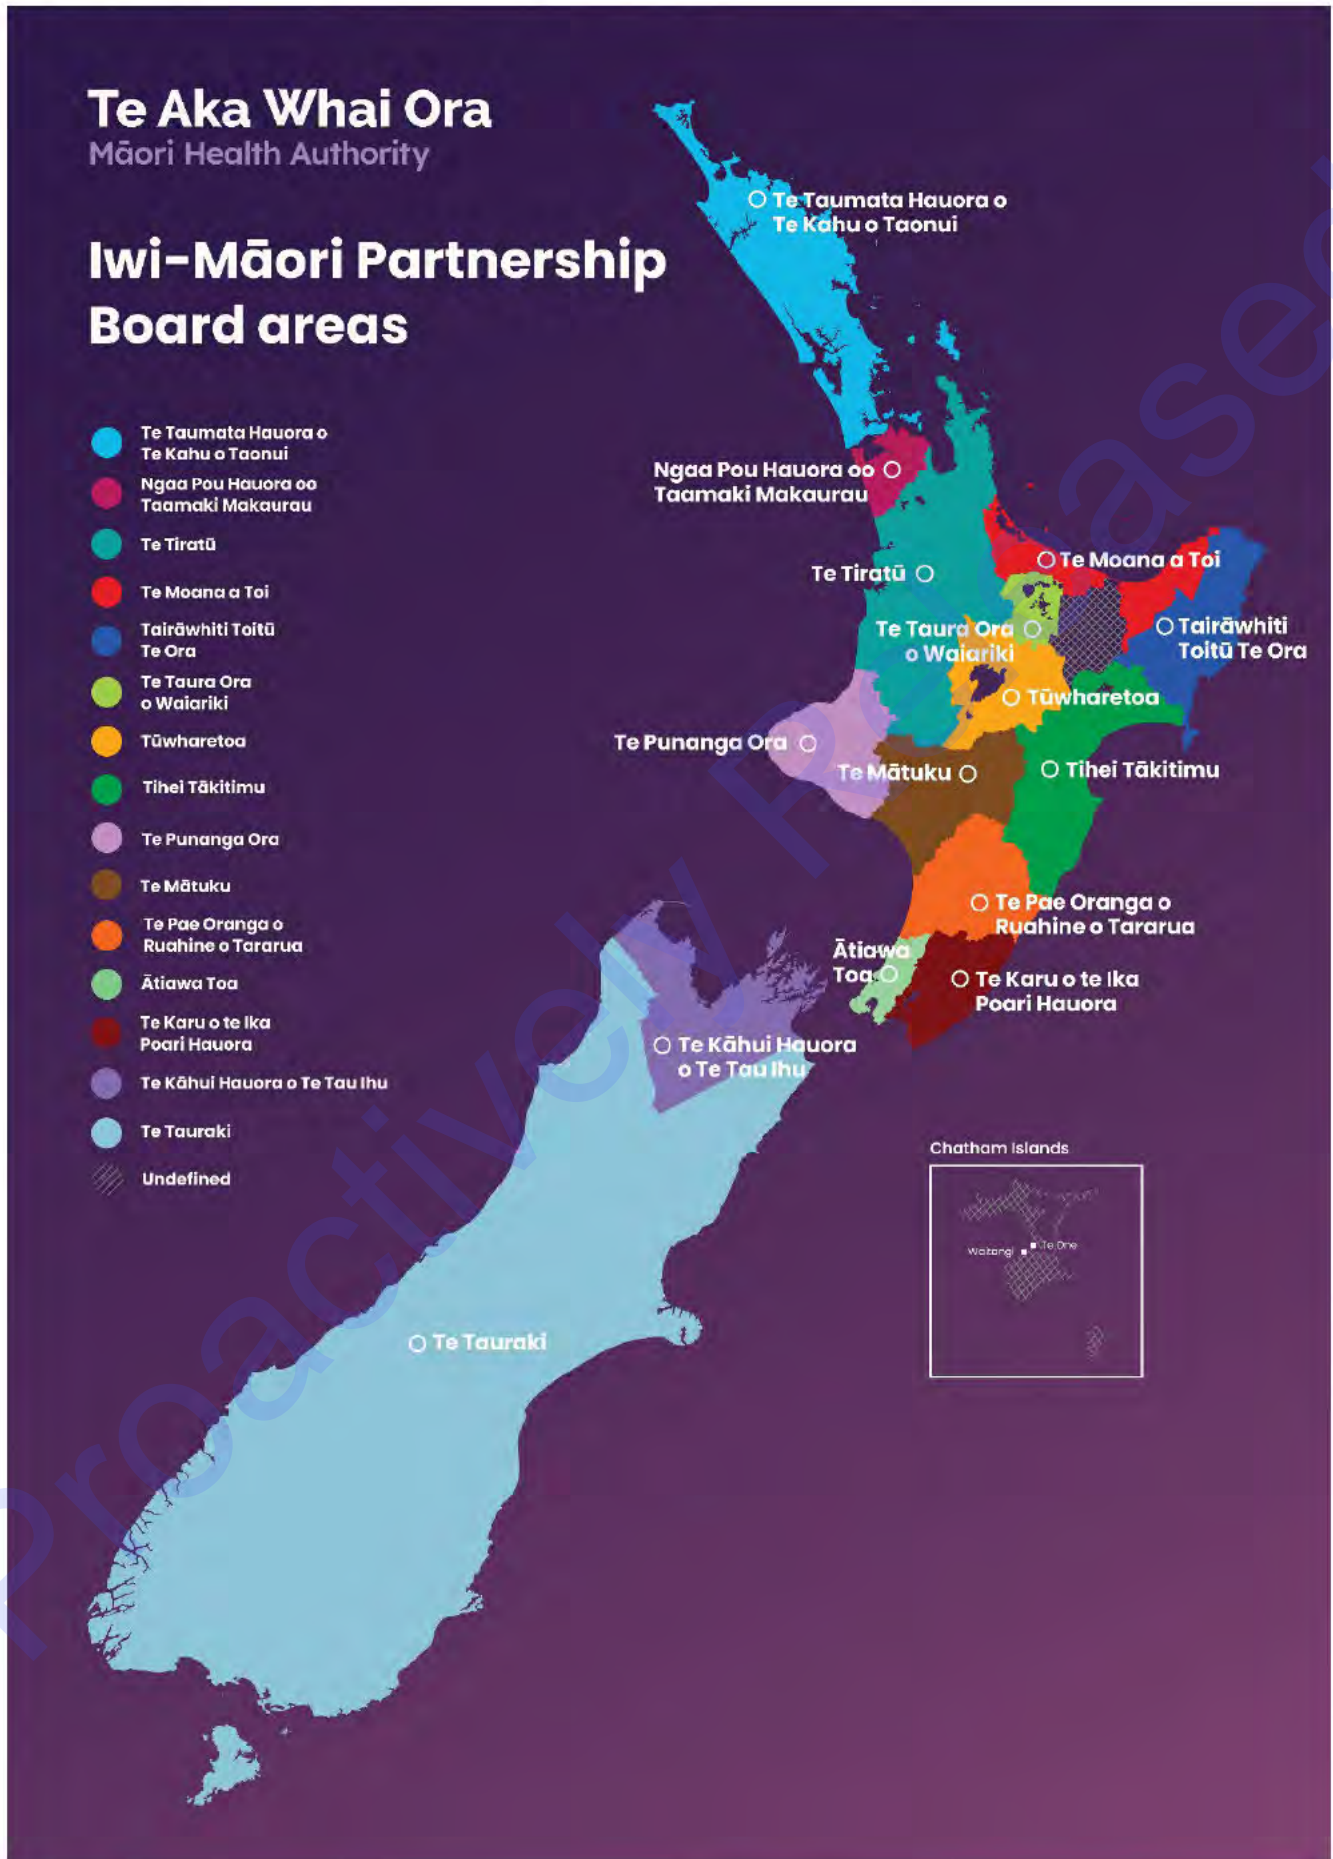 Te Aka Whai Ora
Māori Health Authority
Iwi-Māori Partnership
Board areas
Te Taumata Hauora o
Te Kahu o Taonui
Ngaa Pou Hauora oo
Taamaki Makaurau
Te Tiratū
Te Moana a Toi
Tairāwhiti Toitū
Te Ora
Te Taura Ora
o Waiariki
Tūwharetoa
Tihei Tākitimu
Te Punanga Ora
Te Mātuku
Te Pae Oranga o
Ruahine o Tararua
Ātiawa Toa
Te Karu o te Ika
Poari Hauora
Te Kāhui Hauora o Te Tau Ihu
Te Tauraki
Undefined
Te Taumata Hauora o
Te Kahu o Taonui
Ngaa Pou Hauora oo
Taamaki Makaurau
Te Moana a Toi
Te Tiratū
Te Taura Ora
o Waiariki
Tairāwhiti
Toitū Te Ora
Tūwharetoa
Te Punanga Ora
Te Mātuku
Tihei Tākitimu
Te Pae Oranga o
Ruahine o Tararua
Ātiawa
Toa
Te Karu o te Ika
Poari Hauora
Te Kāhui Hauora
o Te Tau Ihu
Te Tauraki
Chatham Islands
Waitangi
Te One
Proactively Released